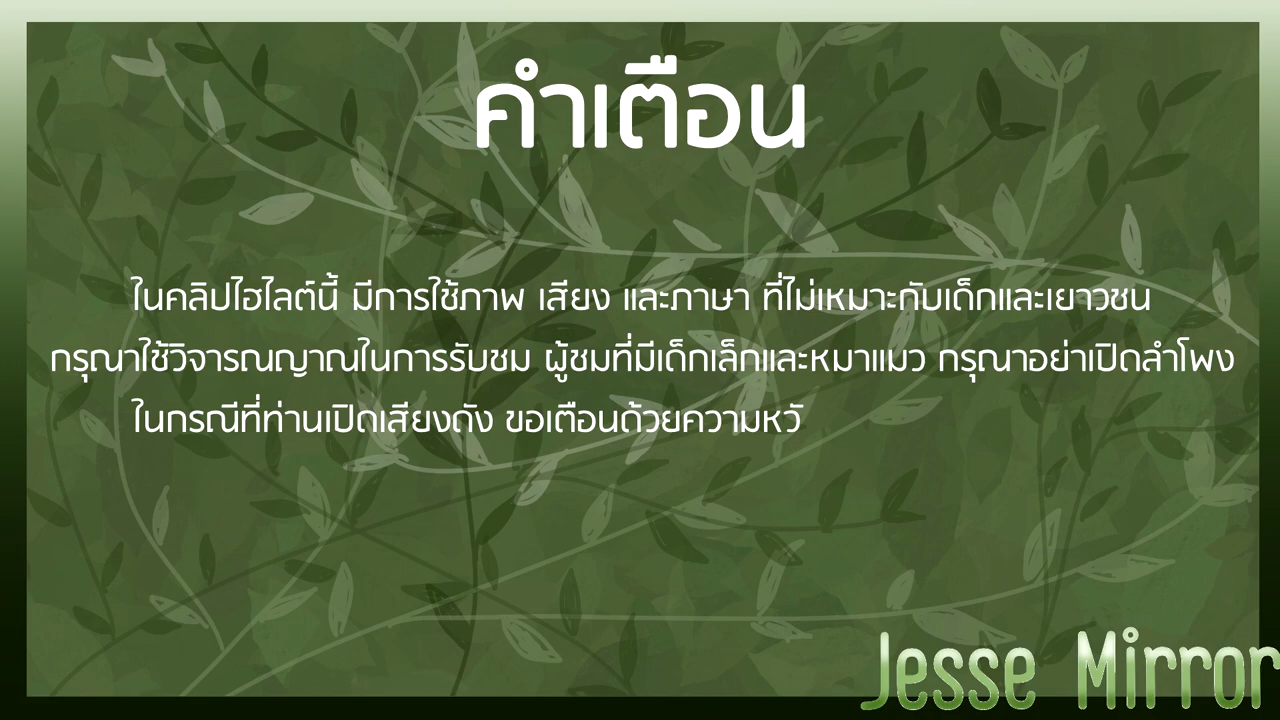 คำเตือน
ในคลิปไฮไลต์นี้ มีการใช้ภาพ เสียง และภาษา ที่ไม่เหมาะกับเด็กและเยาวชน
กรุณาใช้วิจารณญาณในการรับชม ผู้ชมที่มีเด็กเล็กและหมาแมว กรุณาอย่าเปิดลำโพง
ในกรณีที่ท่านเปิดเสียงดัง ขอเตือนด้วยความหวั
Jesse Mirror